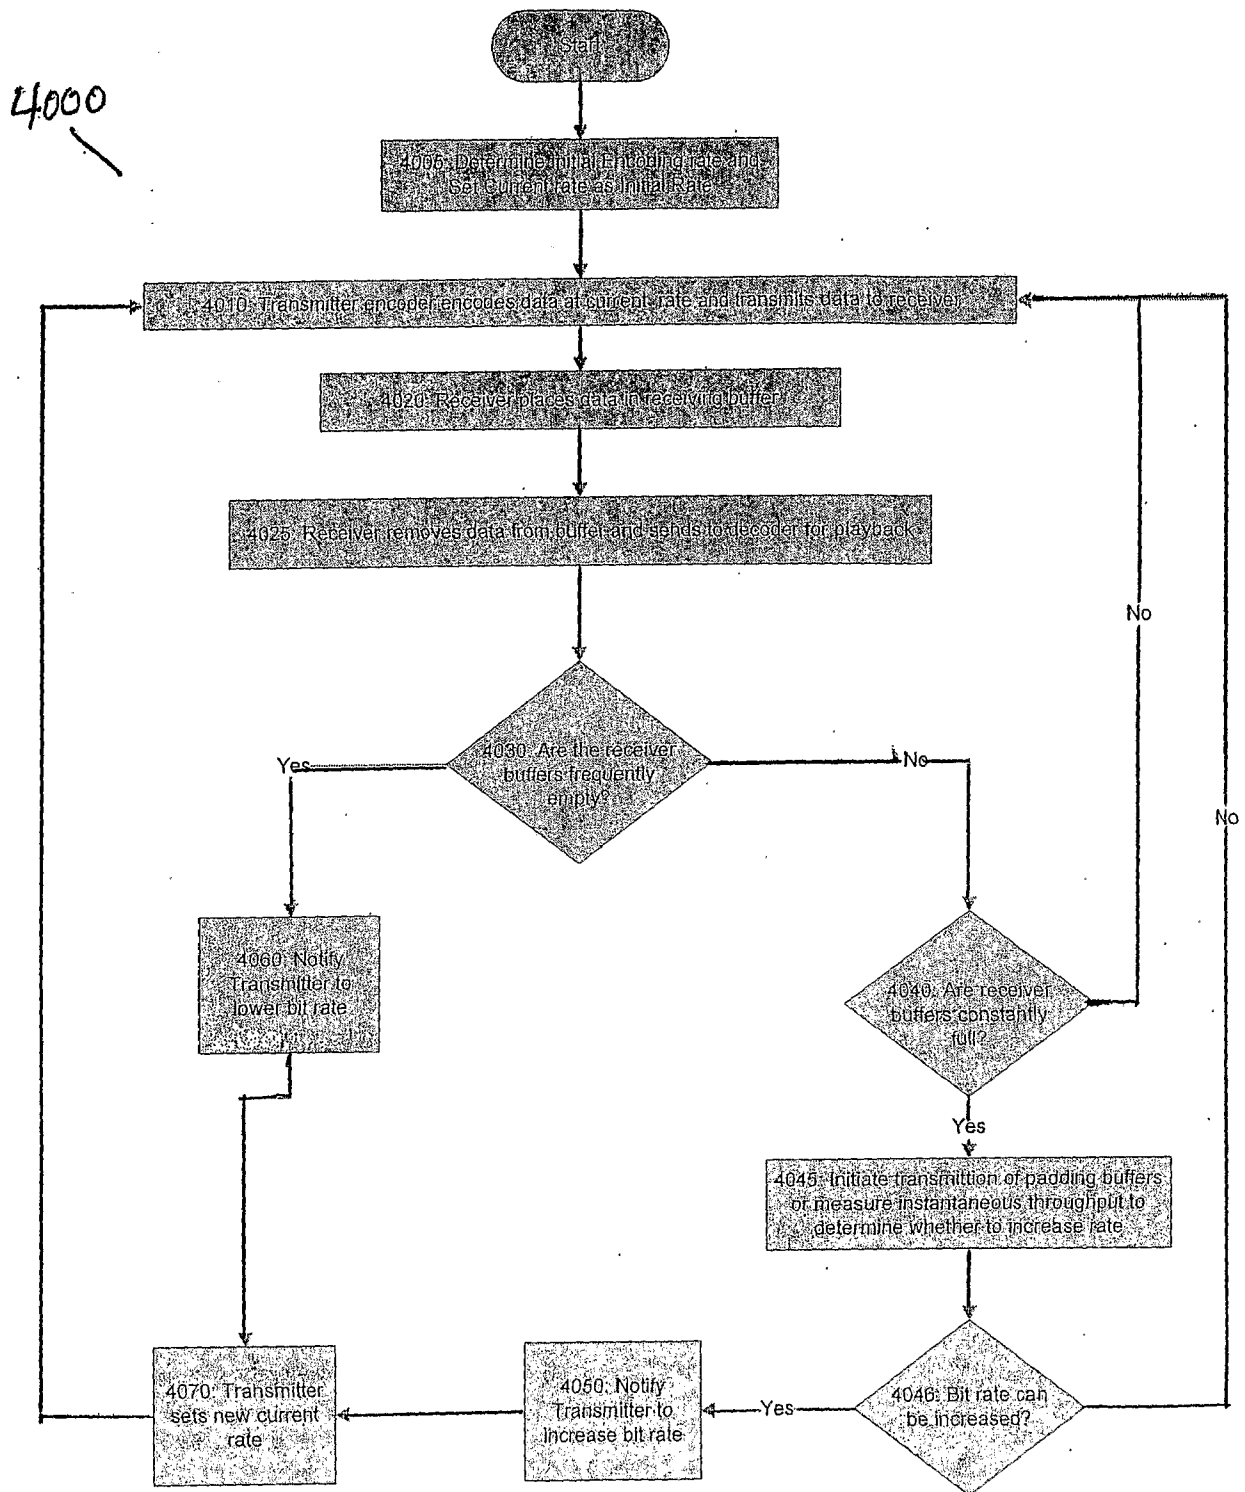 Start
4000
4005: Determine Initial Encoding rate and
Set Current rate as Initial Rate
4010: Transmitter encoder encodes data at current rate and transmits data to receiver
4020: Receiver places data in receiving buffer
4025: Receiver removes data from buffer and sends to decoder for playback
No
4030: Are the receiver
buffers frequently
empty?
Yes
No
No
4060: Notify
Transmitter to
lower bit rate
4040: Are receiver
buffers constantly
full?
Yes
4045: Initiate transmittion of padding buffers
or measure instantaneous throughput to
determine whether to increase rate
4070: Transmitter
sets new current
rate
4050: Notify
Transmitter to
increase bit rate
Yes
4046: Bit rate can
be increased?